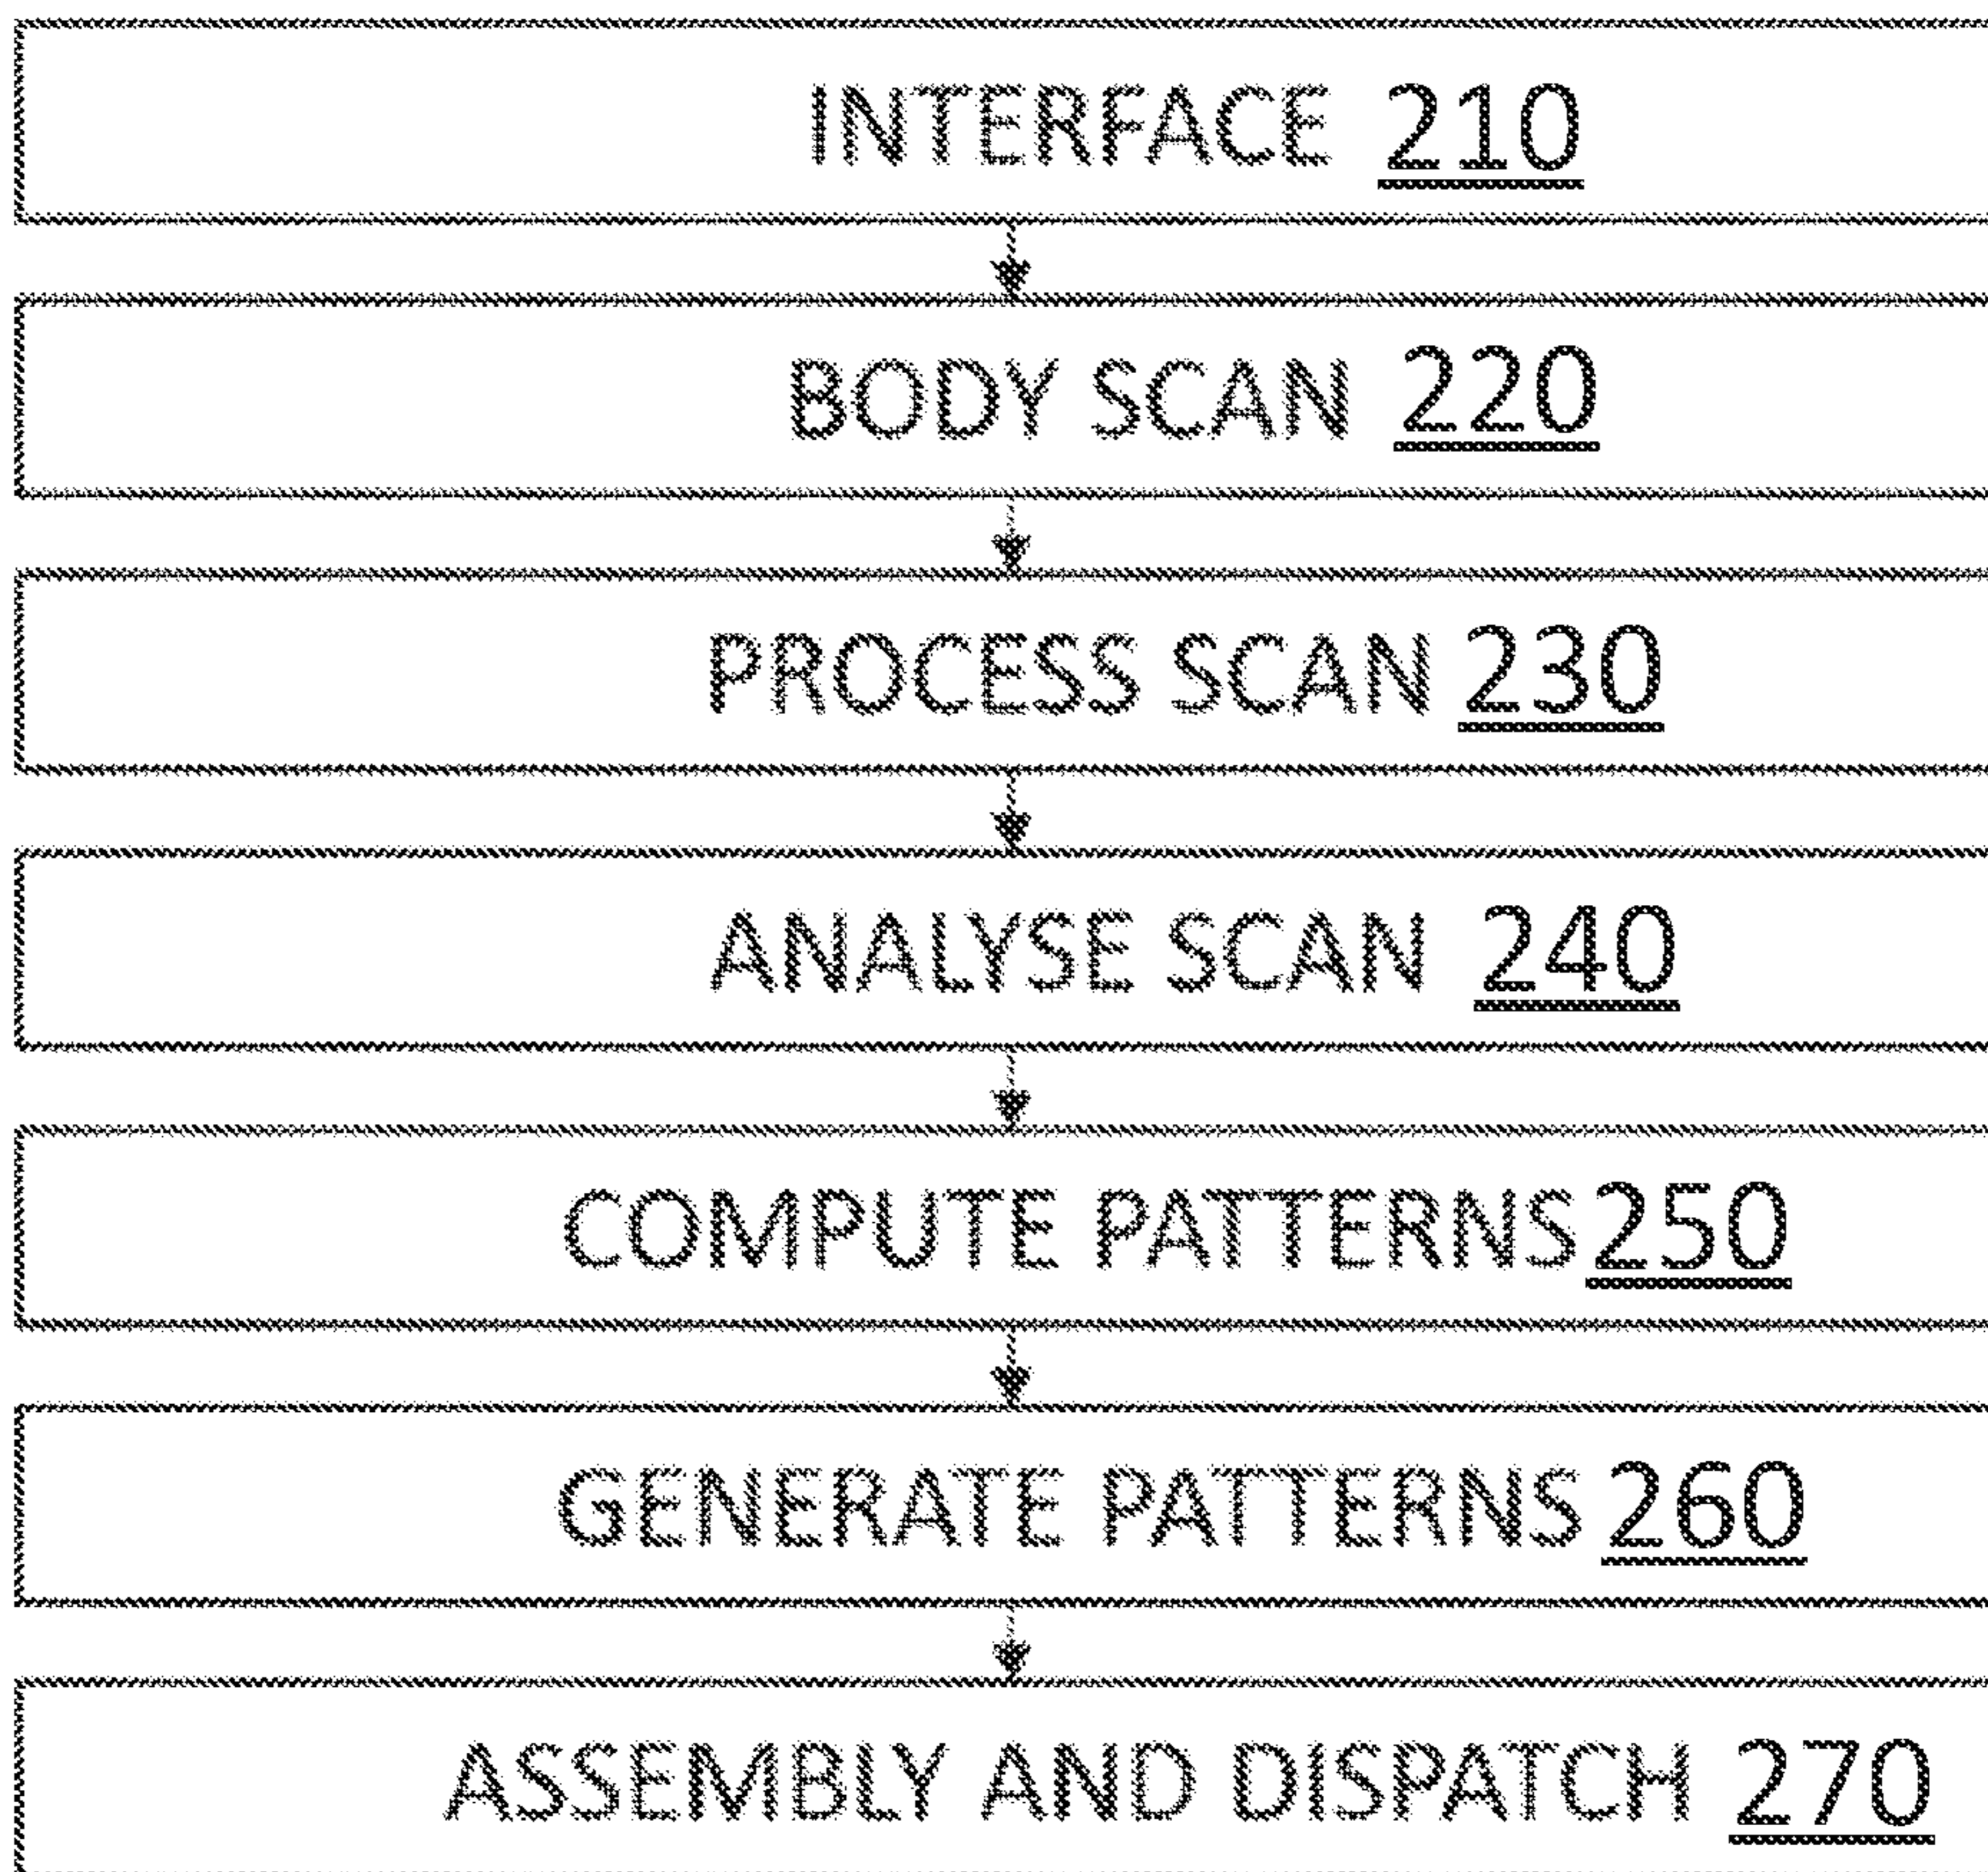 INTERFACE 210
BODY SCAN 220
PROCESS SCAN 230
ANALYSE SCAN 240
COMPUTE PATTERNS 250
GENERATE PATTERNS 260
ASSEMBLY AND DISPATCH 270